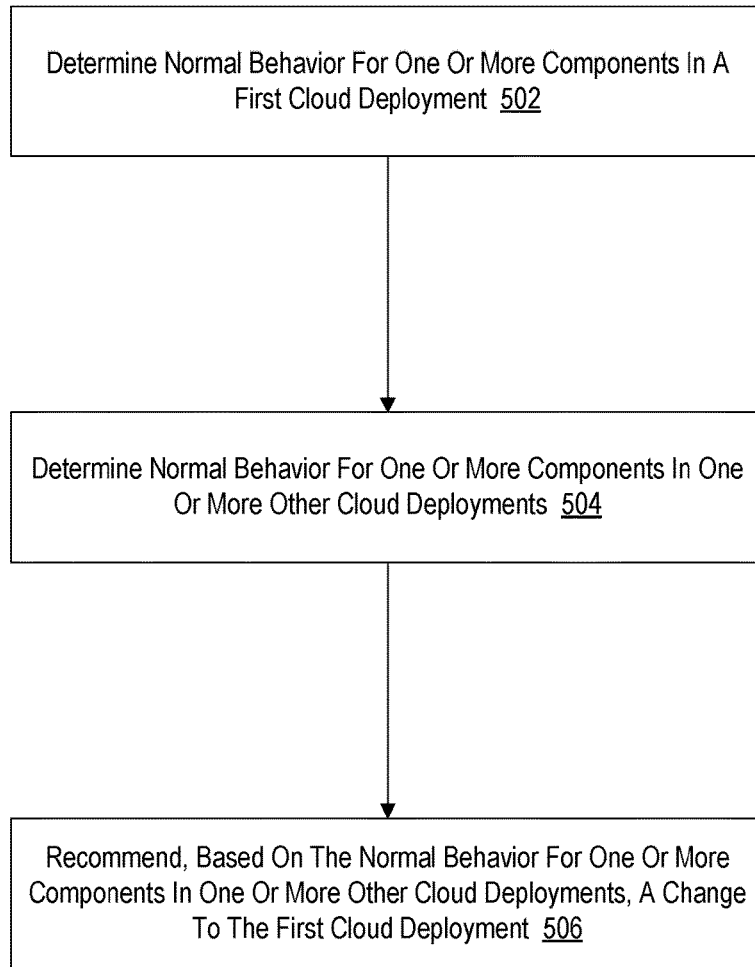 Determine Normal Behavior For One Or More Components In A
First Cloud Deployment 502
Determine Normal Behavior For One Or More Components In One
Or More Other Cloud Deployments 504
Recommend, Based On The Normal Behavior For One Or More
Components In One Or More Other Cloud Deployments, A Change
To The First Cloud Deployment 506